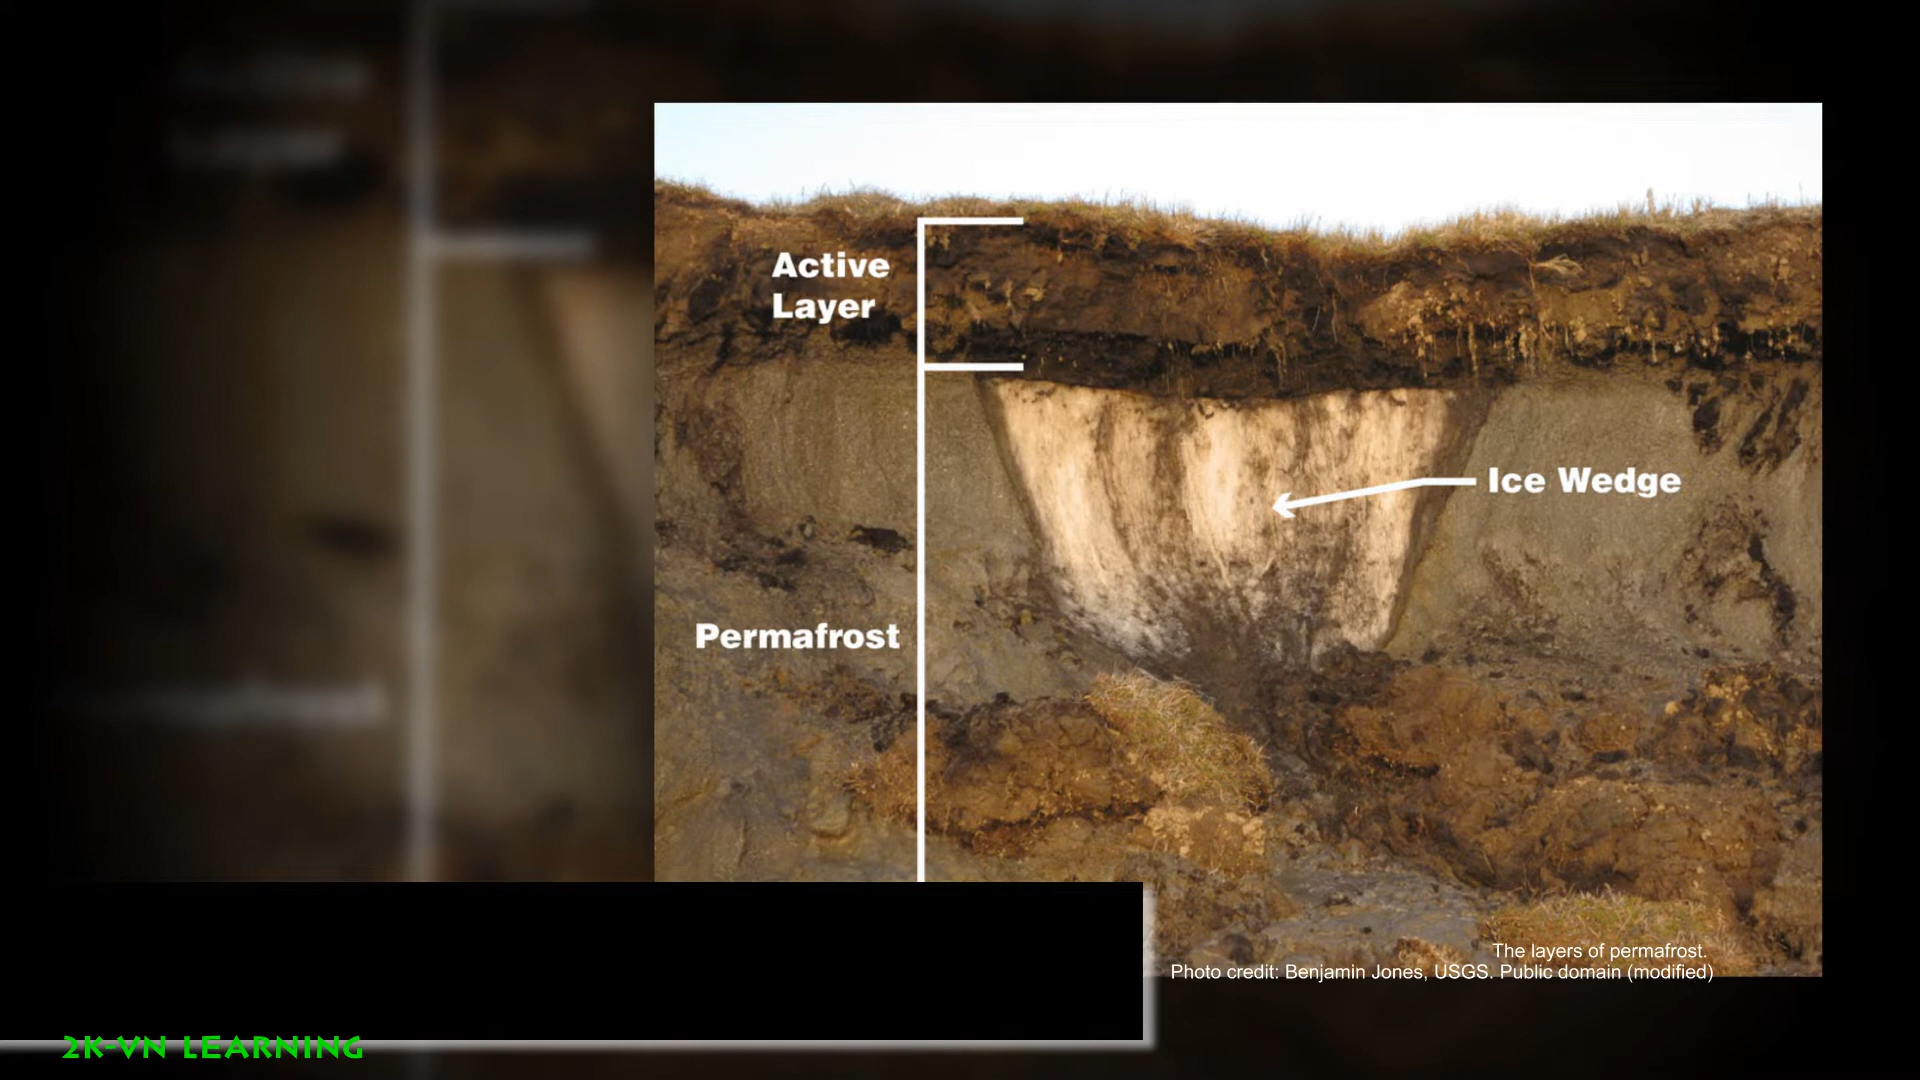 Active
Layer
Ice Wedge
Permafrost
The layers of permafrost.
Photo credit: Benjamin Jones, USGS. Public domain (modified)
2K-VN LEARNING